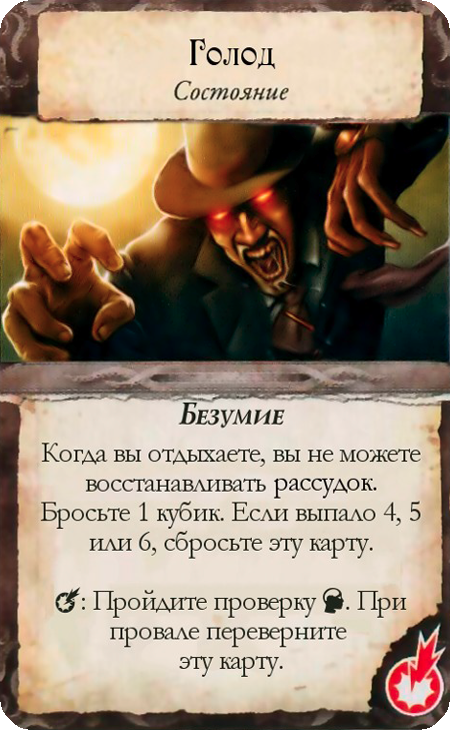 Голод
Состояние
Безумие
Когда вы отдыхаете, вы не можете
восстанавливать рассудок.
Бросьте 1 кубик. Если выпало 4, 5
или 6, сбросьте эту карту.
: Пройдите проверку . При
провале переверните
эту карту.